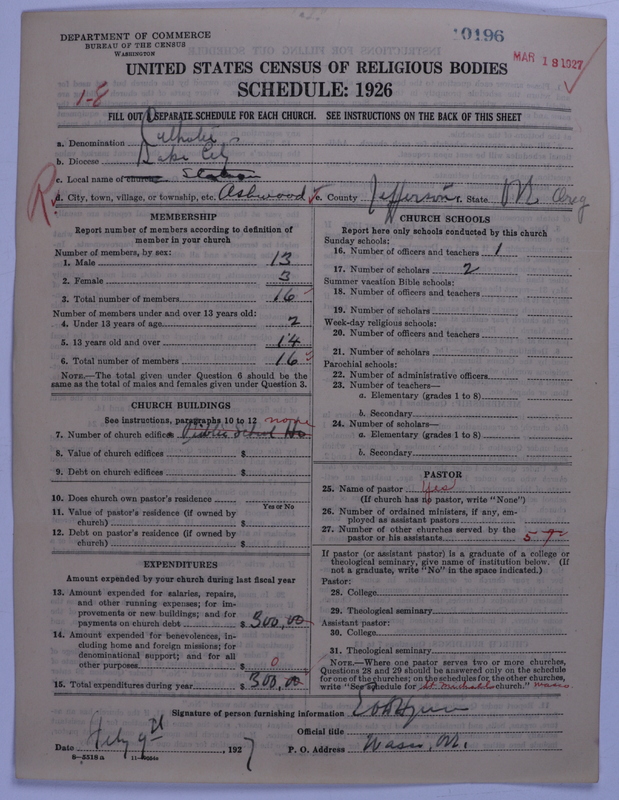 DEPARTMENT OF COMMERCE
BUREAU OF THE CENSUS
WASHINGTON
10196
MAR 18 1927
UNITED STATES CENSUS OF RELIGIOUS BODIES
SCHEDULE: 1926
1-8
FILL OUT SEPARATE SCHEDULE FOR EACH CHURCH. SEE INSTRUCTIONS ON THE BACK OF THIS SHEET
a. Denomination Catholic
b. Diocese Baker City
c. Local name of church Station
R
d. City, town, village, or township, etc. Ashwood e. County Jefferson f. State Oreg
MEMBERSHIP
Report number of members according to definition of
member in your church
Number of members, by sex:
1. Male 13
2. Female 3
3. Total number of members 16
Number of members under and over 13 years old:
4. Under 13 years of age 2
5. 13 years old and over 14
6. Total number of members 16
NOTE.—The total given under Question 6 should be the
same as the total of males and females given under Question 3.
CHURCH BUILDINGS
See instructions, paragraphs 10 to 12 none
7. Number of church edifices Public School No
8. Value of church edifices $
9. Debt on church edifices $
10. Does church own pastor's residence
Yes or No
11. Value of pastor's residence (if owned by
church) $
12. Debt on pastor's residence (if owned by
church) $
EXPENDITURES
Amount expended by your church during last fiscal year
13. Amount expended for salaries, repairs,
and other running expenses; for im-
provements or new buildings; and for
payments on church debt $ 300,00
14. Amount expended for benevolences, in-
cluding home and foreign missions; for
denominational support; and for all
other purposes $ 0
15. Total expenditures during year $ 300,00
CHURCH SCHOOLS
Report here only schools conducted by this church
Sunday schools:
16. Number of officers and teachers 1
17. Number of scholars 2
Summer vacation Bible schools:
18. Number of officers and teachers
19. Number of scholars
Week-day religious schools:
20. Number of officers and teachers
21. Number of scholars
Parochial schools:
22. Number of administrative officers
23. Number of teachers—
a. Elementary (grades 1 to 8)
b. Secondary
24. Number of scholars—
a. Elementary (grades 1 to 8)
b. Secondary
PASTOR
25. Name of pastor Yes
(If church has no pastor, write "None")
26. Number of ordained ministers, if any, em-
ployed as assistant pastors
27. Number of other churches served by the
pastor or his assistants 5
If pastor (or assistant pastor) is a graduate of a college or
theological seminary, give name of institution below. (If
not a graduate, write "No" in the space indicated.)
Pastor:
28. College
29. Theological seminary
Assistant pastor:
30. College
31. Theological seminary
NOTE.—Where one pastor serves two or more churches,
Questions 28 and 29 should be answered only on the schedule
for one of the churches; on the schedules for the other churches,
write "See schedule for St. Michaels church." Wasco
Signature of person furnishing information
Official title
Date 9th, 1927
P. O. Address Wasco,
8-5518 a